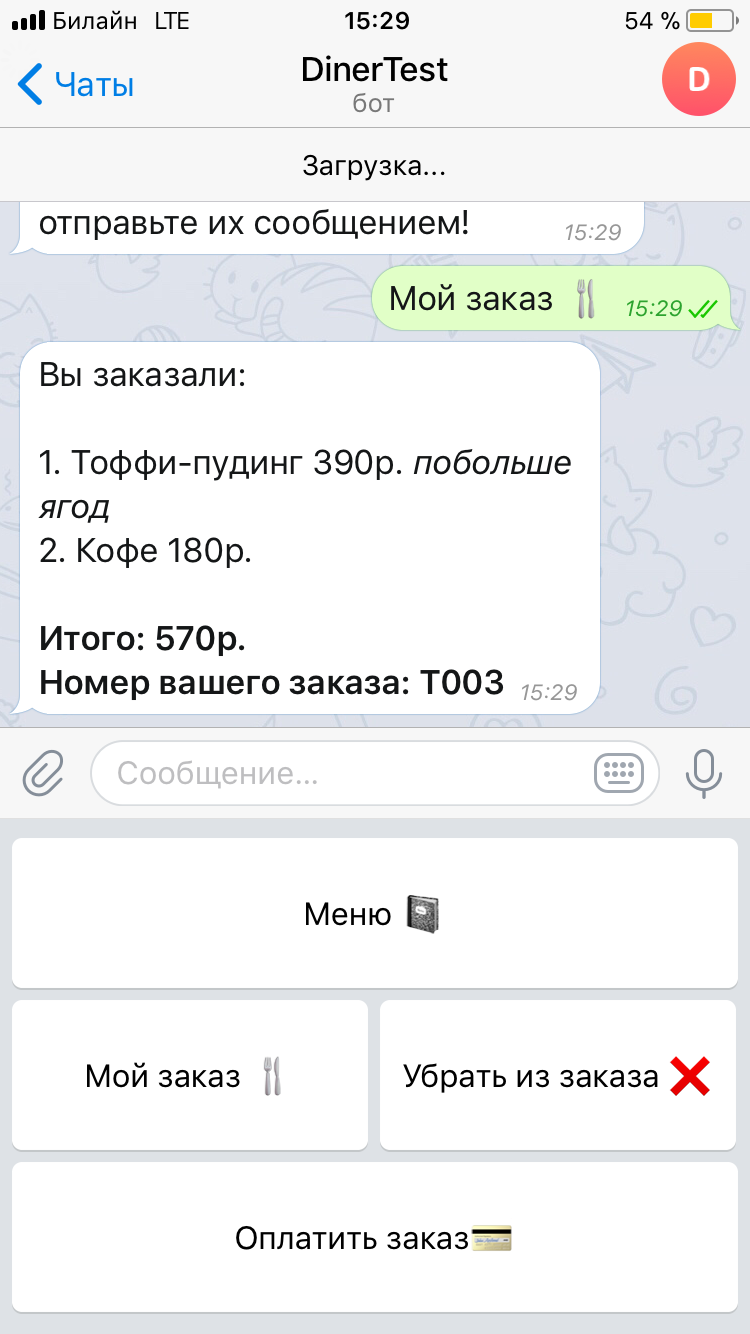 Билайн LTE 15:29 54 %
Чаты
DinerTest
бот
D
Загрузка...
отправьте их сообщением! 15:29
Мой заказ 🍴 15:29
Вы заказали:
1. Тоффи-пудинг 390р. побольше
ягод
2. Кофе 180р.
Итого: 570р.
Номер вашего заказа: T003 15:29
Сообщение...
Меню 📓
Мой заказ 🍴
Убрать из заказа ❌
Оплатить заказ💳